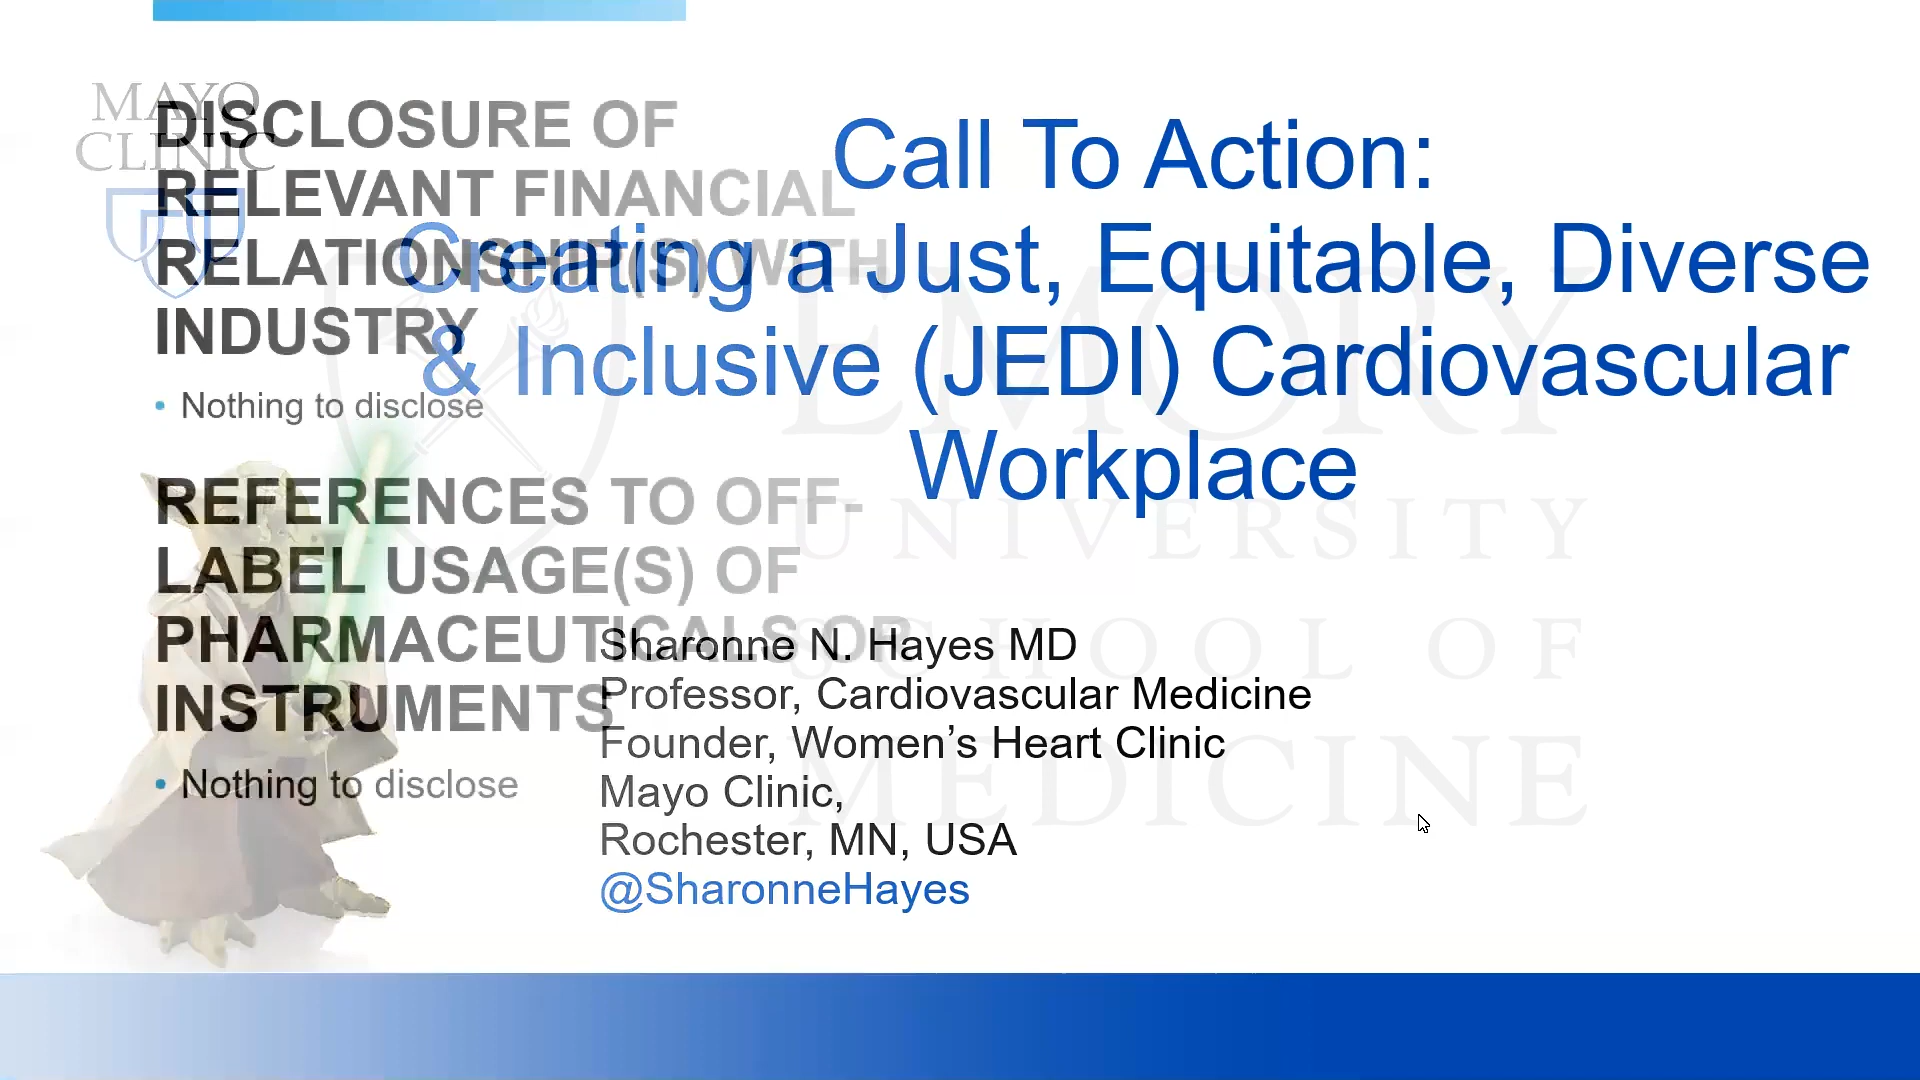 MAYO
CLINIC
DISCLOSURE OF
RELEVANT FINANCIAL
RELATIONSHIP(S) WITH
INDUSTRY
• Nothing to disclose
REFERENCES TO OFF-
LABEL USAGE(S) OF
PHARMACEUTICALS OR
INSTRUMENTS
• Nothing to disclose
Call To Action:
Creating a Just, Equitable, Diverse
& Inclusive (JEDI) Cardiovascular
Workplace
Sharonne N. Hayes MD
Professor, Cardiovascular Medicine
Founder, Women’s Heart Clinic
Mayo Clinic,
Rochester, MN, USA
@SharonneHayes
EMORY
UNIVERSITY
SCHOOL OF
MEDICINE